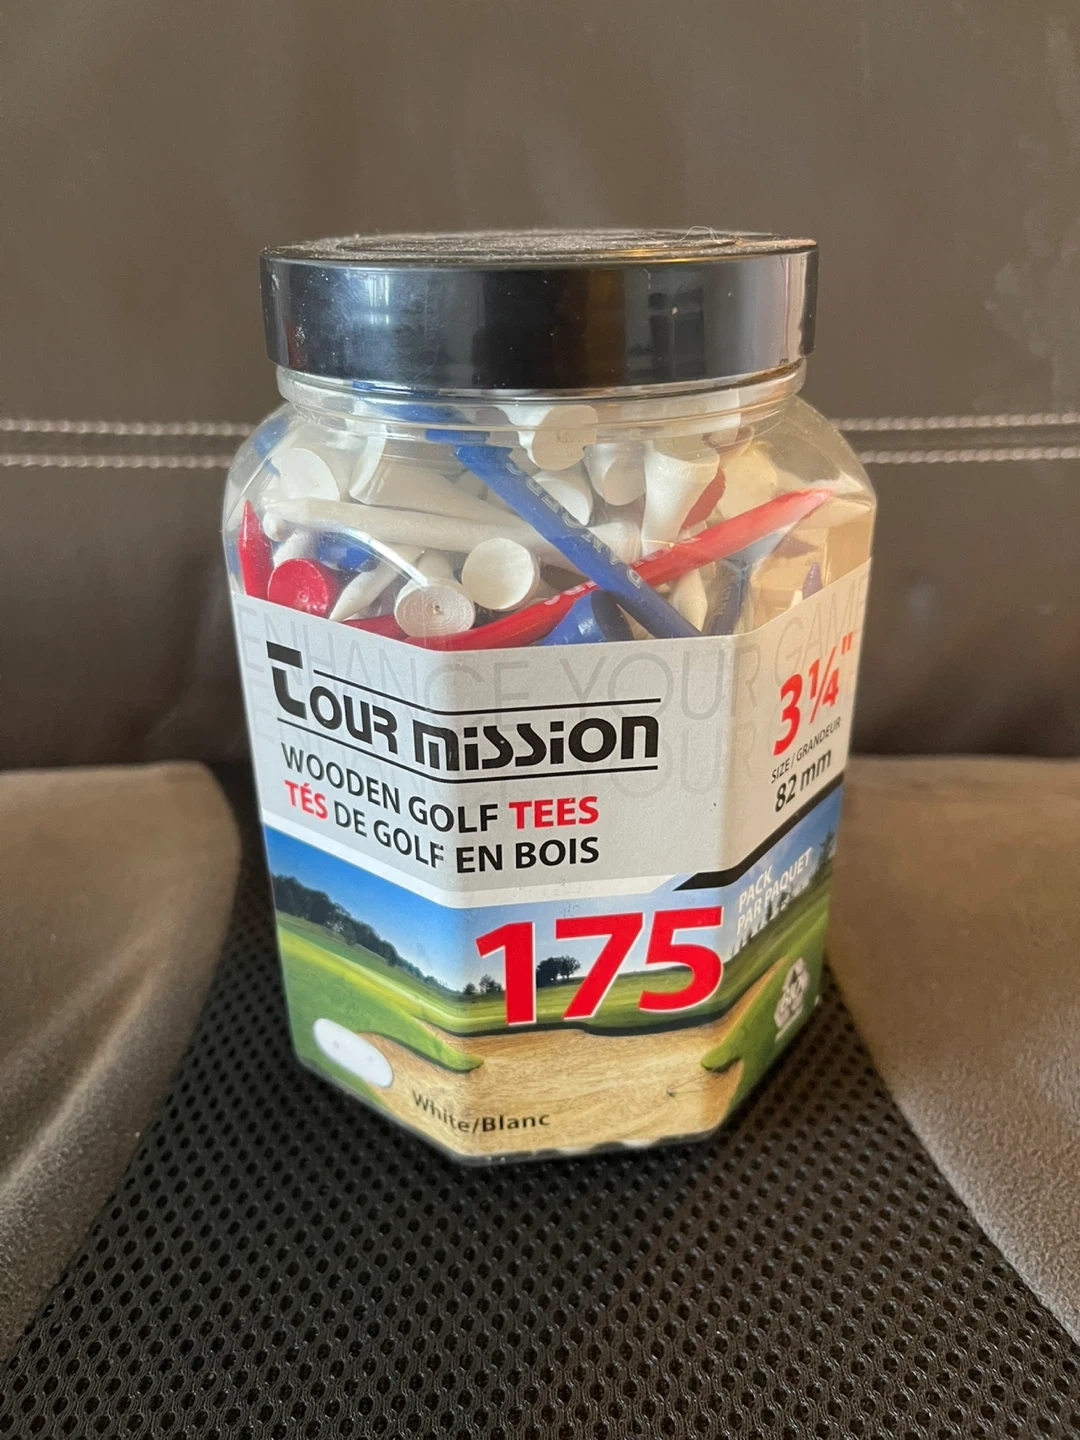 ENHANCE YOUR GAME
Tour mission
WOODEN GOLF TEES
TÉS DE GOLF EN BOIS
3 1/4"
SIZE / GRANDEUR
82 mm
175
PACK
PAR PAQUET
White/Blanc